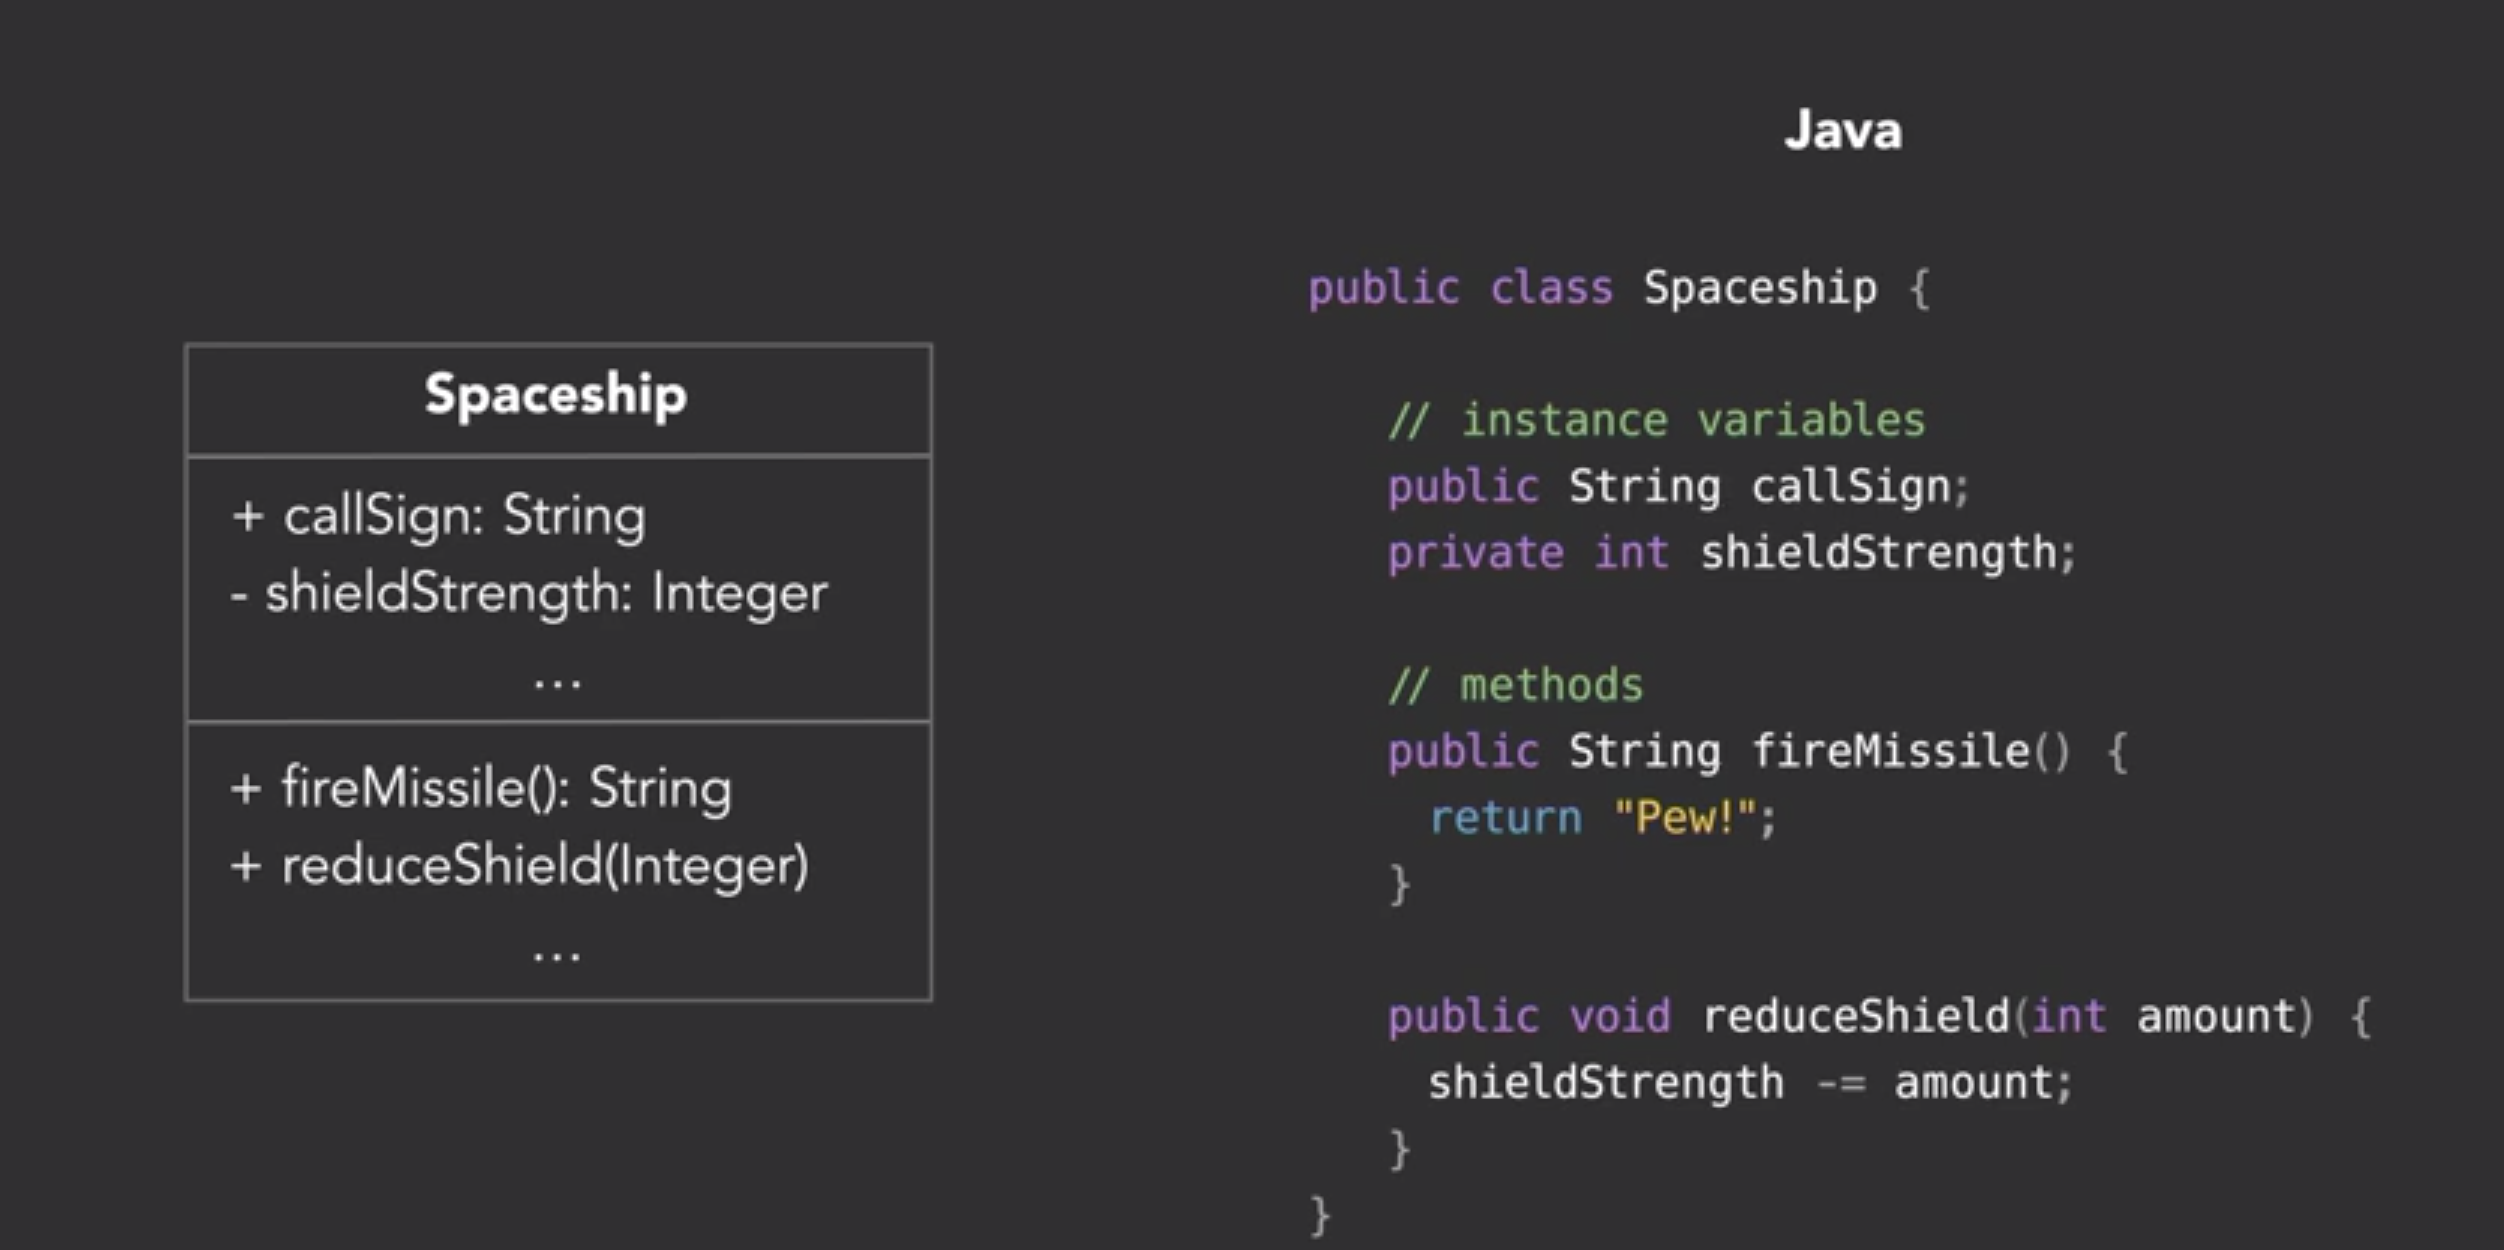 Spaceship
+ callSign: String
- shieldStrength: Integer
...
+ fireMissile(): String
+ reduceShield(Integer)
...
Java
public class Spaceship {
// instance variables
public String callSign;
private int shieldStrength;
// methods
public String fireMissile() {
return "Pew!";
}
public void reduceShield(int amount) {
shieldStrength -= amount;
}
}